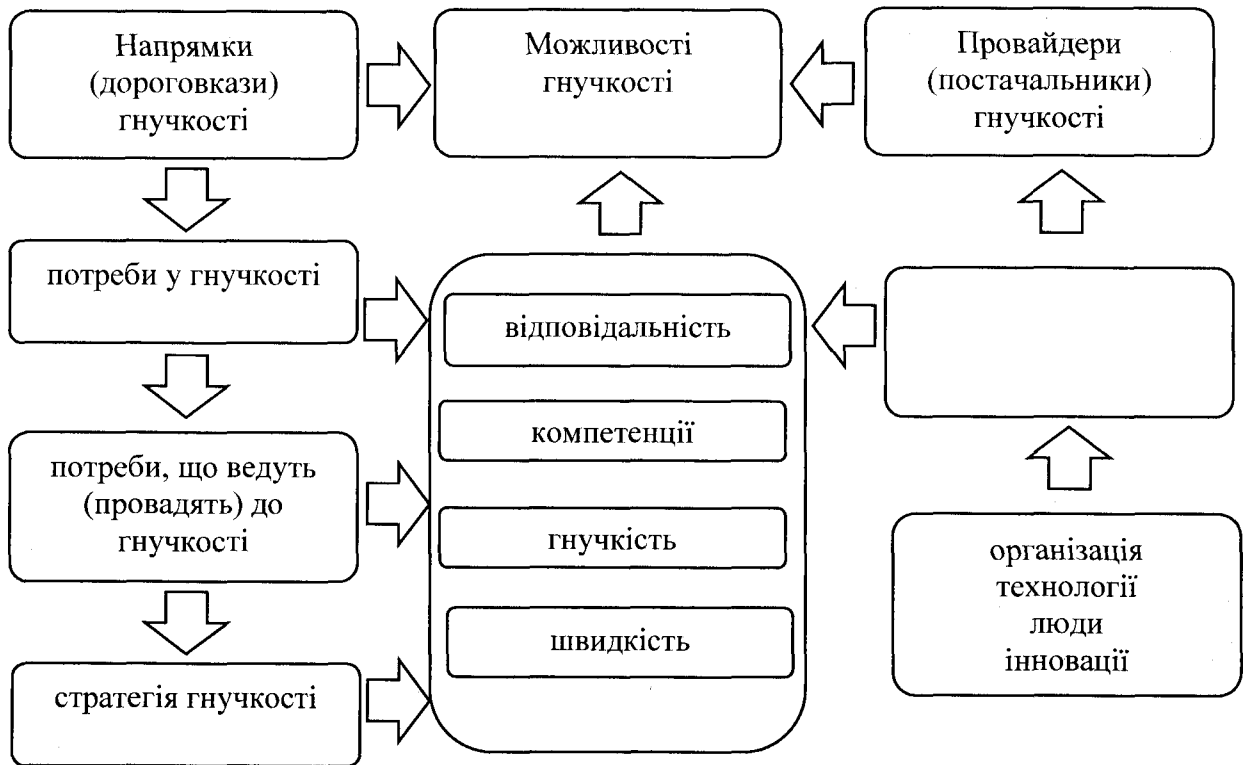 Напрямки
(дороговкази)
гнучкості
Можливості
гнучкості
Провайдери
(постачальники)
гнучкості
потреби у гнучкості
відповідальність
компетенції
потреби, що ведуть
(провадять) до
гнучкості
гнучкість
організація
технології
люди
інновації
швидкість
стратегія гнучкості